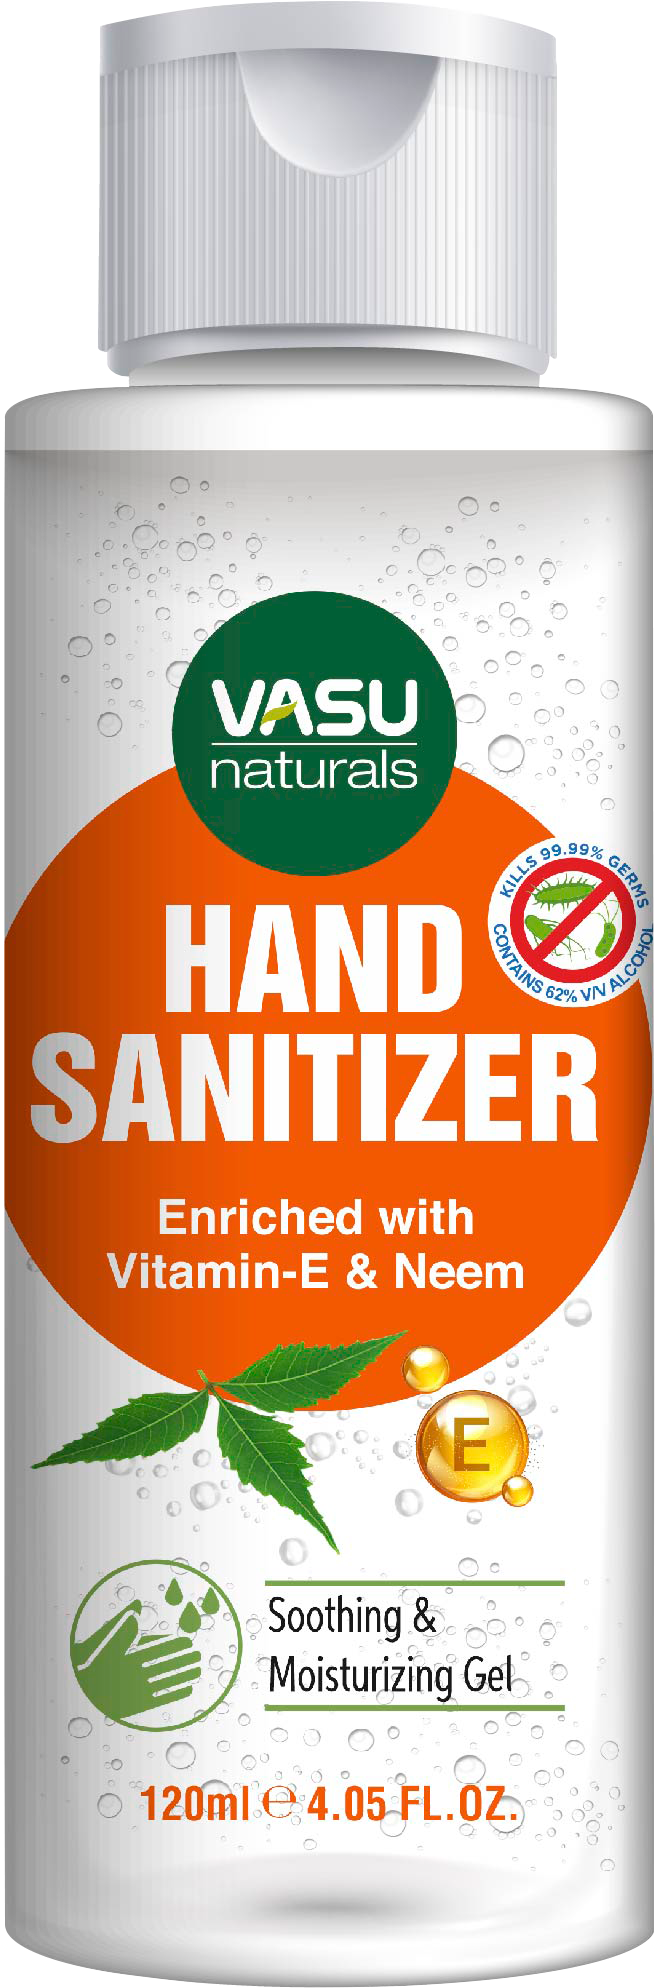 VASU
naturals
KILLS 99.99% GERMS
CONTAINS 62% V/V ALCOHOL
HAND
SANITIZER
Enriched with
Vitamin-E & Neem
E
Soothing &
Moisturizing Gel
120ml ℮ 4.05 FL.OZ.